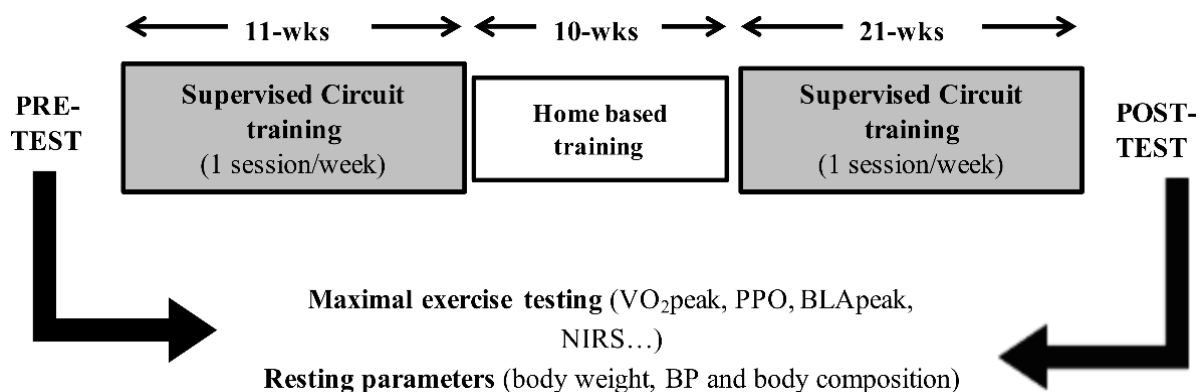 11-wks
10-wks
21-wks
PRE-
TEST
Supervised Circuit
training
(1 session/week)
Home based
training
Supervised Circuit
training
(1 session/week)
POST-
TEST
Maximal exercise testing (VO₂peak, PPO, BLApeak,
NIRS…)
Resting parameters (body weight, BP and body composition)